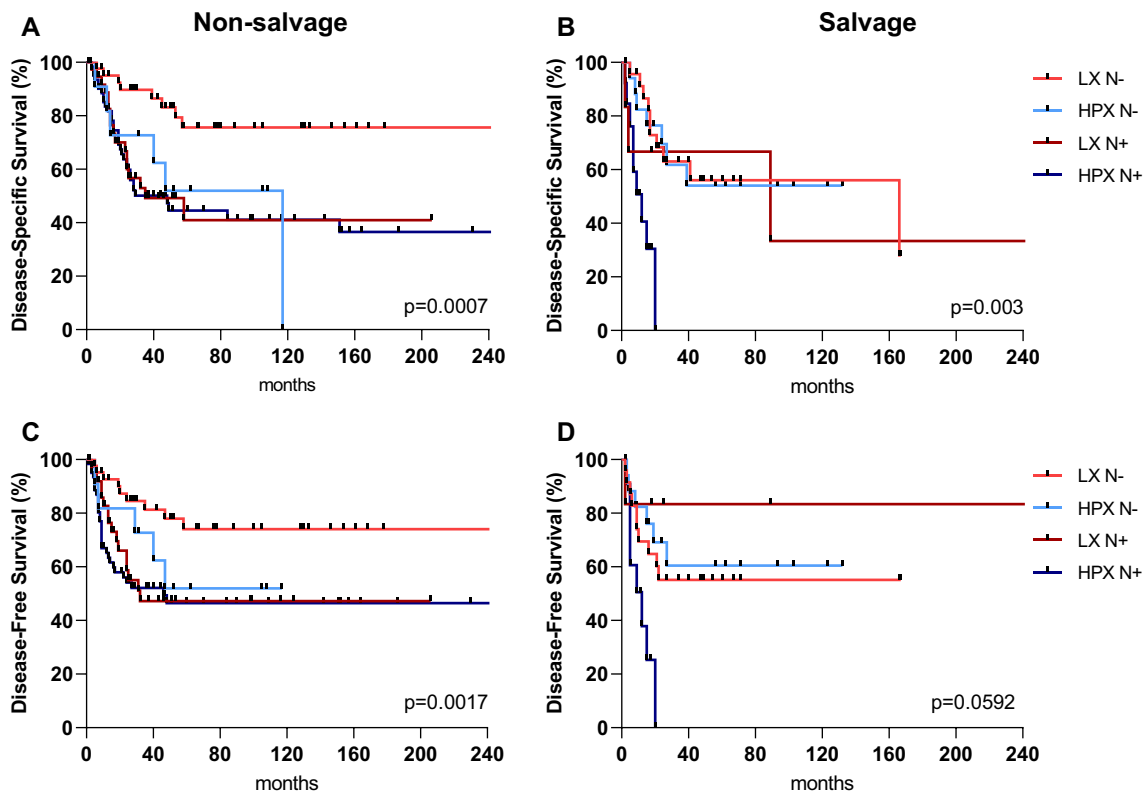 Non-salvage
Salvage
A
Disease-Specific Survival (%)
100
80
60
40
20
0
0 40 80 120 160 200 240
months
p=0.0007
B
Disease-Specific Survival (%)
100
80
60
40
20
0
0 40 80 120 160 200 240
months
p=0.003
LX N-
HPX N-
LX N+
HPX N+
C
Disease-Free Survival (%)
100
80
60
40
20
0
0 40 80 120 160 200 240
months
p=0.0017
D
Disease-Free Survival (%)
100
80
60
40
20
0
0 40 80 120 160 200 240
months
p=0.0592
LX N-
HPX N-
LX N+
HPX N+